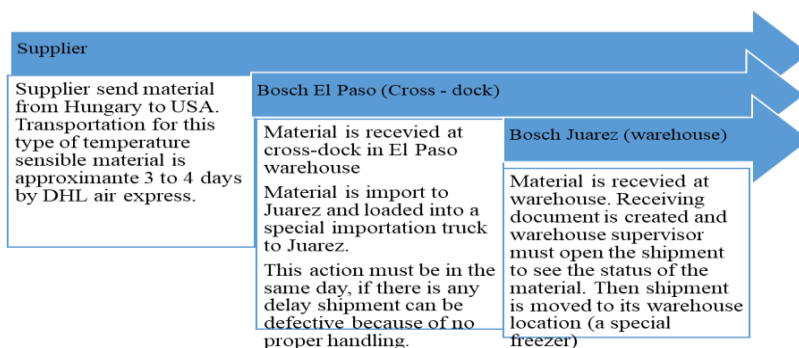 Supplier
Supplier send material
from Hungary to USA.
Transportation for this
type of temperature
sensible material is
approximante 3 to 4 days
by DHL air express.
Bosch El Paso (Cross - dock)
Material is recevied at
cross-dock in El Paso
warehouse
Material is import to
Juarez and loaded into a
special importation truck
to Juarez.
This action must be in the
same day, if there is any
delay shipment can be
defective because of no
proper handling.
Bosch Juarez (warehouse)
Material is recevied at
warehouse. Receiving
document is created and
warehouse supervisor
must open the shipment
to see the status of the
material. Then shipment
is moved to its warehouse
location (a special
freezer)